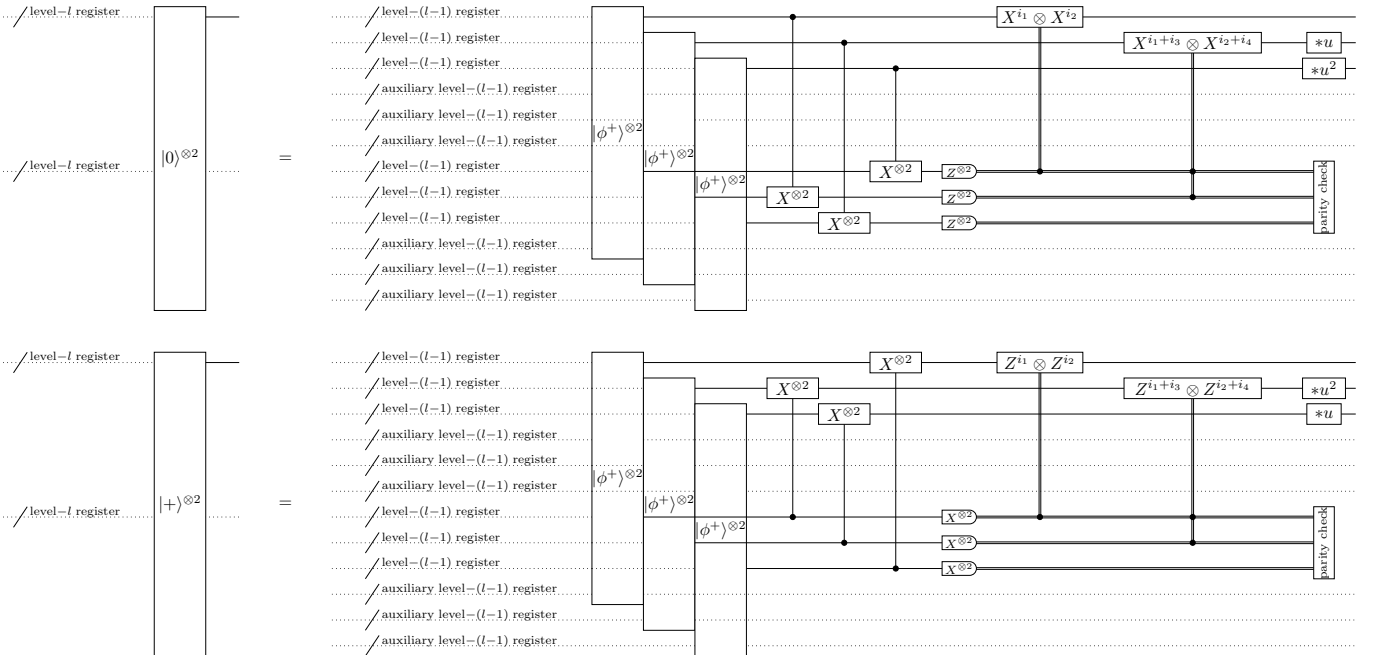 level−l register
|0⟩⊗2
level−l register
=
level−(l−1) register
level−(l−1) register
level−(l−1) register
auxiliary level−(l−1) register
auxiliary level−(l−1) register
auxiliary level−(l−1) register
level−(l−1) register
level−(l−1) register
level−(l−1) register
auxiliary level−(l−1) register
auxiliary level−(l−1) register
auxiliary level−(l−1) register
|ϕ⁺⟩⊗2
|ϕ⁺⟩⊗2
|ϕ⁺⟩⊗2
X⊗2
X⊗2
X⊗2
Z⊗2
Z⊗2
Z⊗2
X^{i₁} ⊗ X^{i₂}
X^{i₁+i₃} ⊗ X^{i₂+i₄}
*u
*u²
parity check
level−l register
|+⟩⊗2
level−l register
=
level−(l−1) register
level−(l−1) register
level−(l−1) register
auxiliary level−(l−1) register
auxiliary level−(l−1) register
auxiliary level−(l−1) register
level−(l−1) register
level−(l−1) register
level−(l−1) register
auxiliary level−(l−1) register
auxiliary level−(l−1) register
auxiliary level−(l−1) register
|ϕ⁺⟩⊗2
|ϕ⁺⟩⊗2
|ϕ⁺⟩⊗2
X⊗2
X⊗2
X⊗2
X⊗2
X⊗2
X⊗2
Z^{i₁} ⊗ Z^{i₂}
Z^{i₁+i₃} ⊗ Z^{i₂+i₄}
*u²
*u
parity check